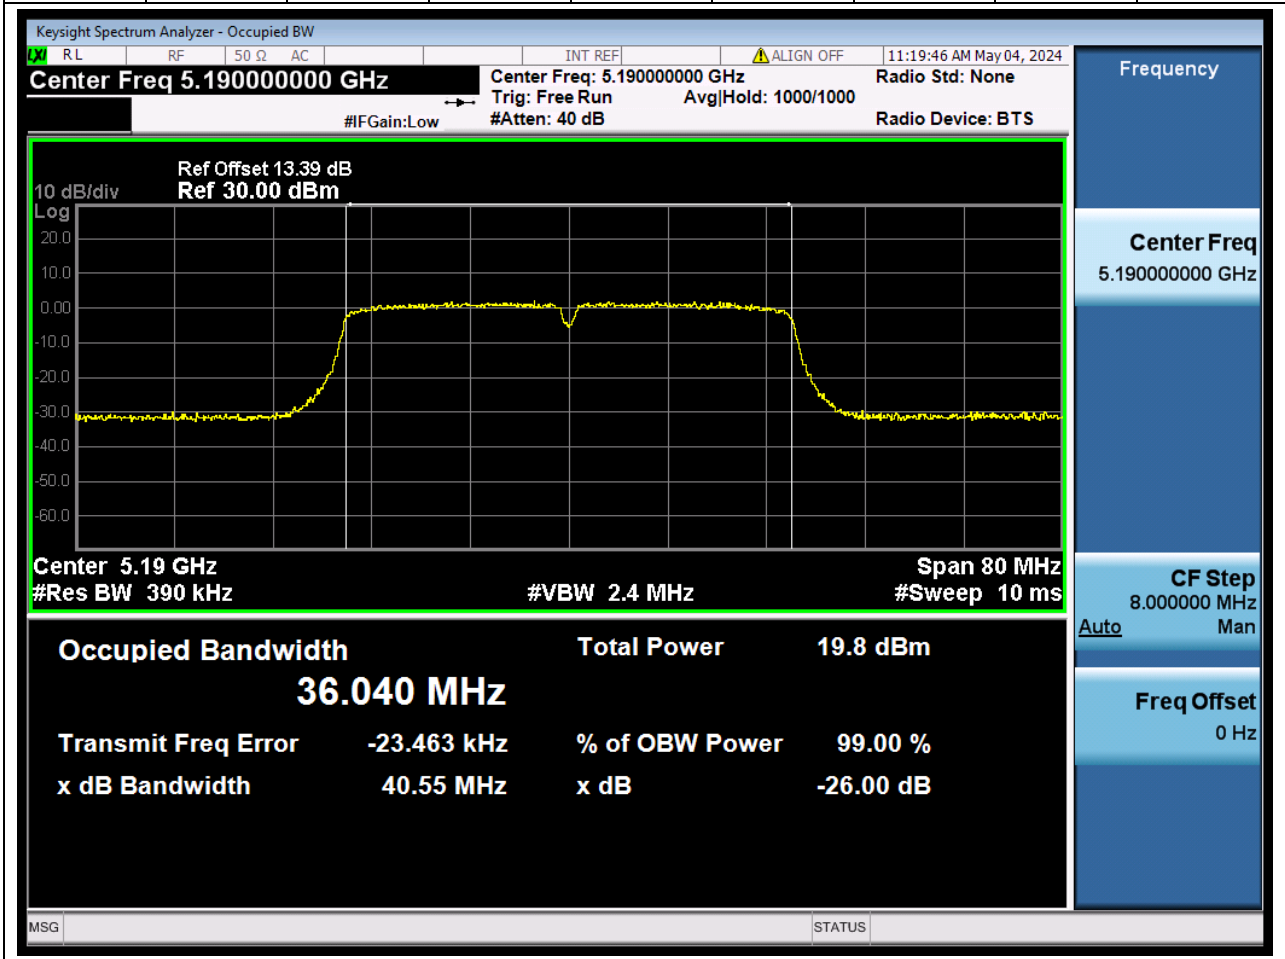 Keysight Spectrum Analyzer - Occupied BW
LXI RL RF 50 Ω AC INT REF ALIGN OFF 11:19:46 AM May 04, 2024
Center Freq 5.190000000 GHz
Center Freq: 5.190000000 GHz
Radio Std: None
Trig: Free Run
Avg|Hold: 1000/1000
#IFGain:Low
#Atten: 40 dB
Radio Device: BTS
Ref Offset 13.39 dB
10 dB/div
Ref 30.00 dBm
Log
20.0
10.0
0.00
-10.0
-20.0
-30.0
-40.0
-50.0
-60.0
Center 5.19 GHz
Span 80 MHz
#Res BW 390 kHz
#VBW 2.4 MHz
#Sweep 10 ms
Occupied Bandwidth
Total Power 19.8 dBm
36.040 MHz
Transmit Freq Error -23.463 kHz
% of OBW Power 99.00 %
x dB Bandwidth 40.55 MHz
x dB -26.00 dB
MSG
STATUS
Frequency
Center Freq
5.190000000 GHz
CF Step
8.000000 MHz
Auto Man
Freq Offset
0 Hz